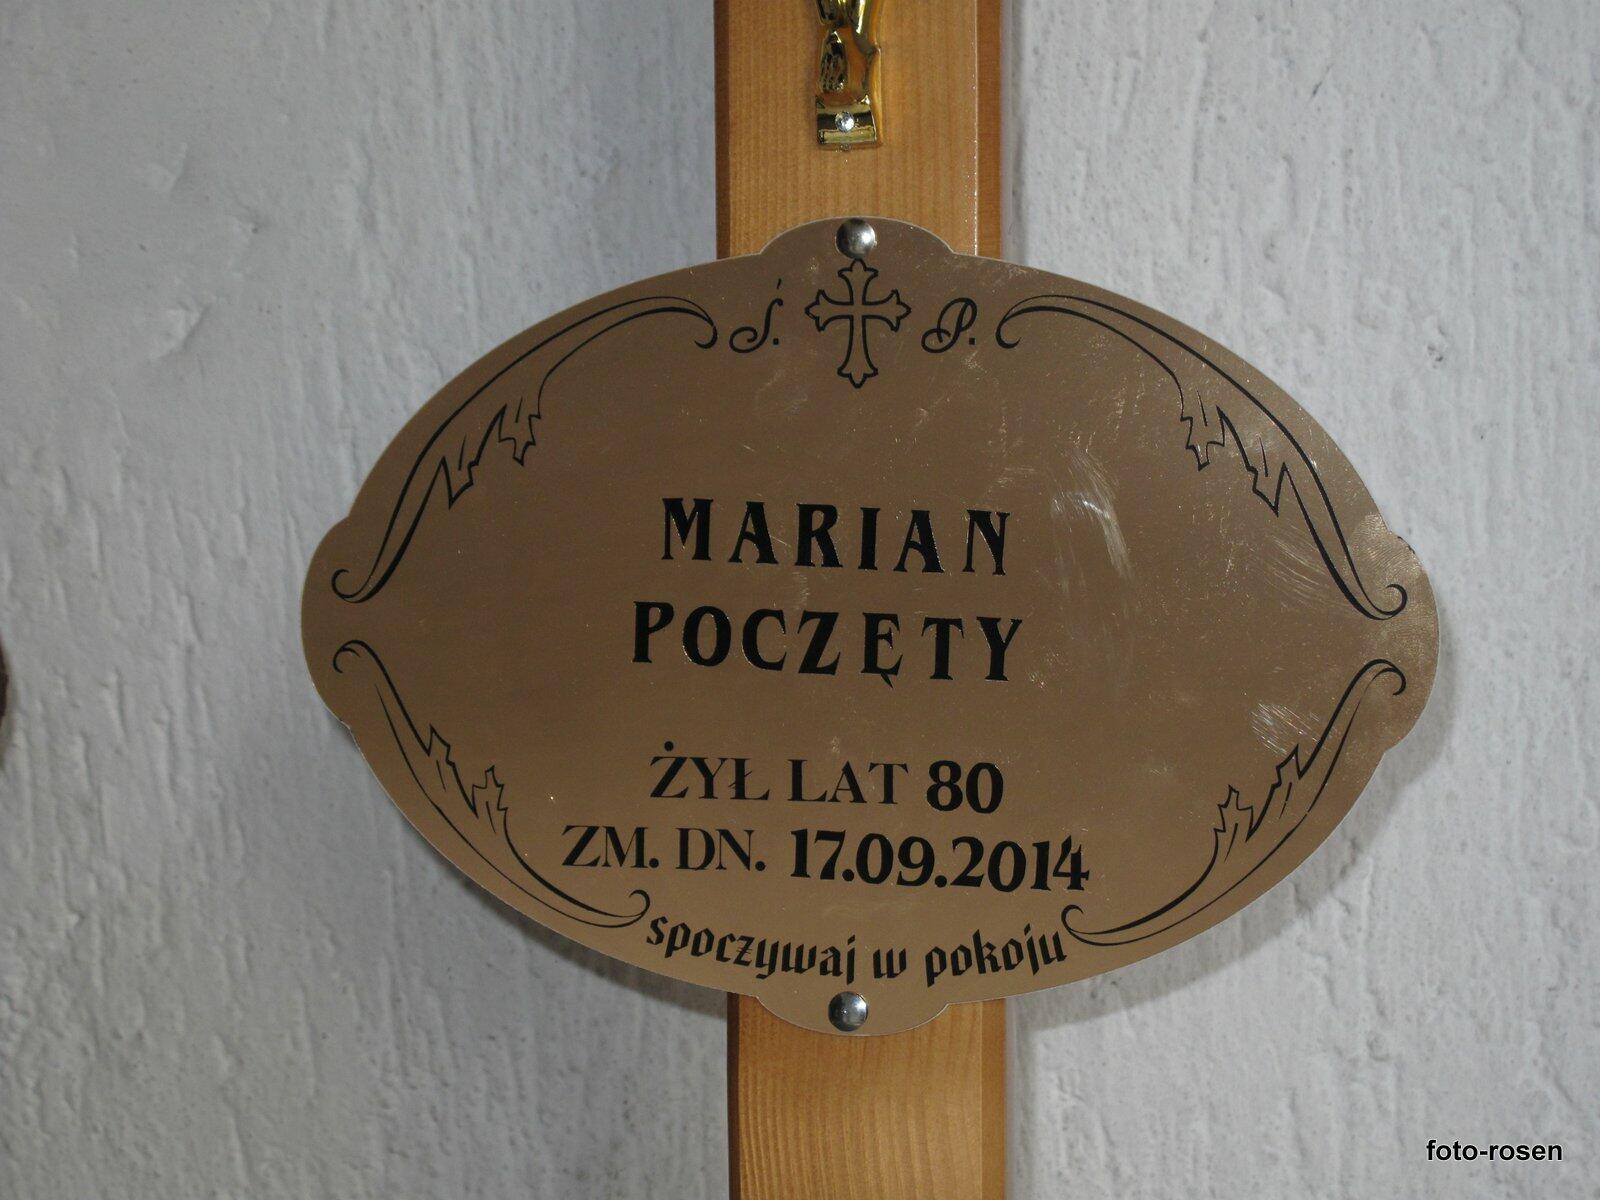 Ś. P.
MARIAN
POCZĘTY
ŻYŁ LAT 80
ZM. DN. 17.09.2014
spoczywaj w pokoju
foto-rosen